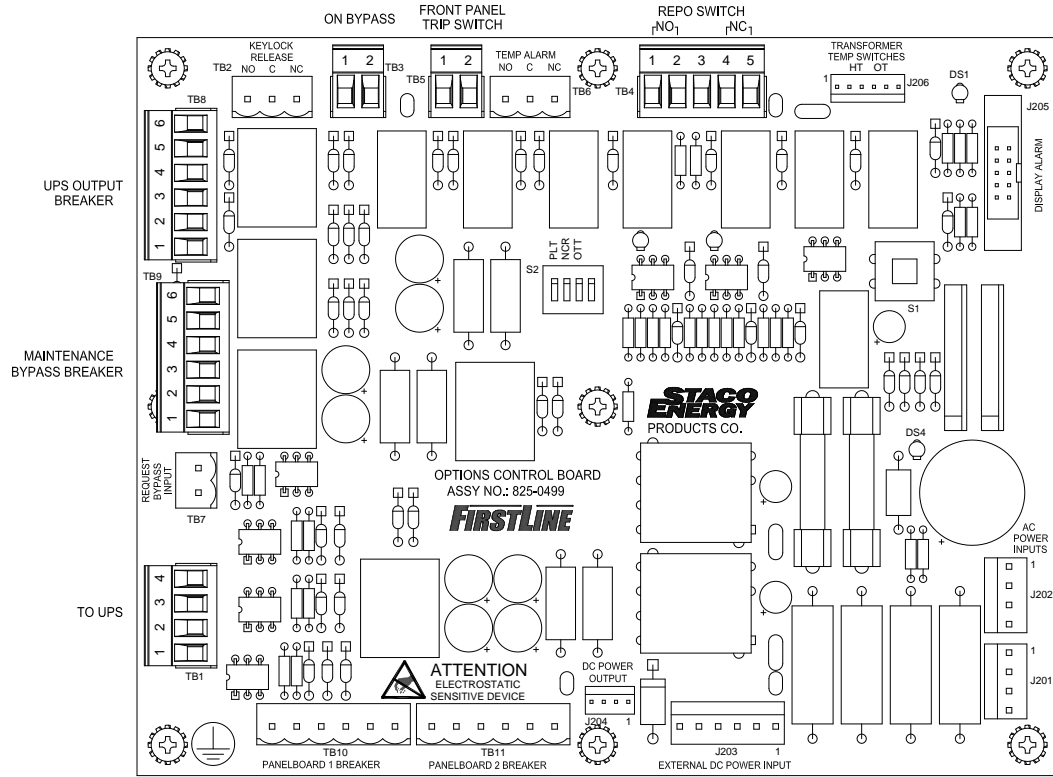 ON BYPASS
FRONT PANEL
TRIP SWITCH
REPO SWITCH
NO
NC
KEYLOCK
RELEASE
TB2
NO C NC
1 2
TB3
1 2
TB5
TEMP ALARM
NO C NC
TB6
TB4
1 2 3 4 5
TRANSFORMER
TEMP SWITCHES
1 HT OT
J206
DS1
J205
DISPLAY ALARM
TB8
6
5
4
3
2
1
UPS OUTPUT
BREAKER
PLT
NCR
OTT
S2
S1
TB9
6
5
4
3
2
1
MAINTENANCE
BYPASS BREAKER
+
+
+
+
+
STACO
ENERGY
PRODUCTS CO.
DS4
REQUEST
BYPASS
INPUT
TB7
OPTIONS CONTROL BOARD
ASSY NO.: 825-0499
FIRSTLINE
+
+
AC
POWER
INPUTS
1
J202
4
3
2
1
TO UPS
TB1
+
+
+
+
+
1
J201
ATTENTION
ELECTROSTATIC
SENSITIVE DEVICE
DC POWER
OUTPUT
J204 1
TB10
PANELBOARD 1 BREAKER
TB11
PANELBOARD 2 BREAKER
J203 1
EXTERNAL DC POWER INPUT